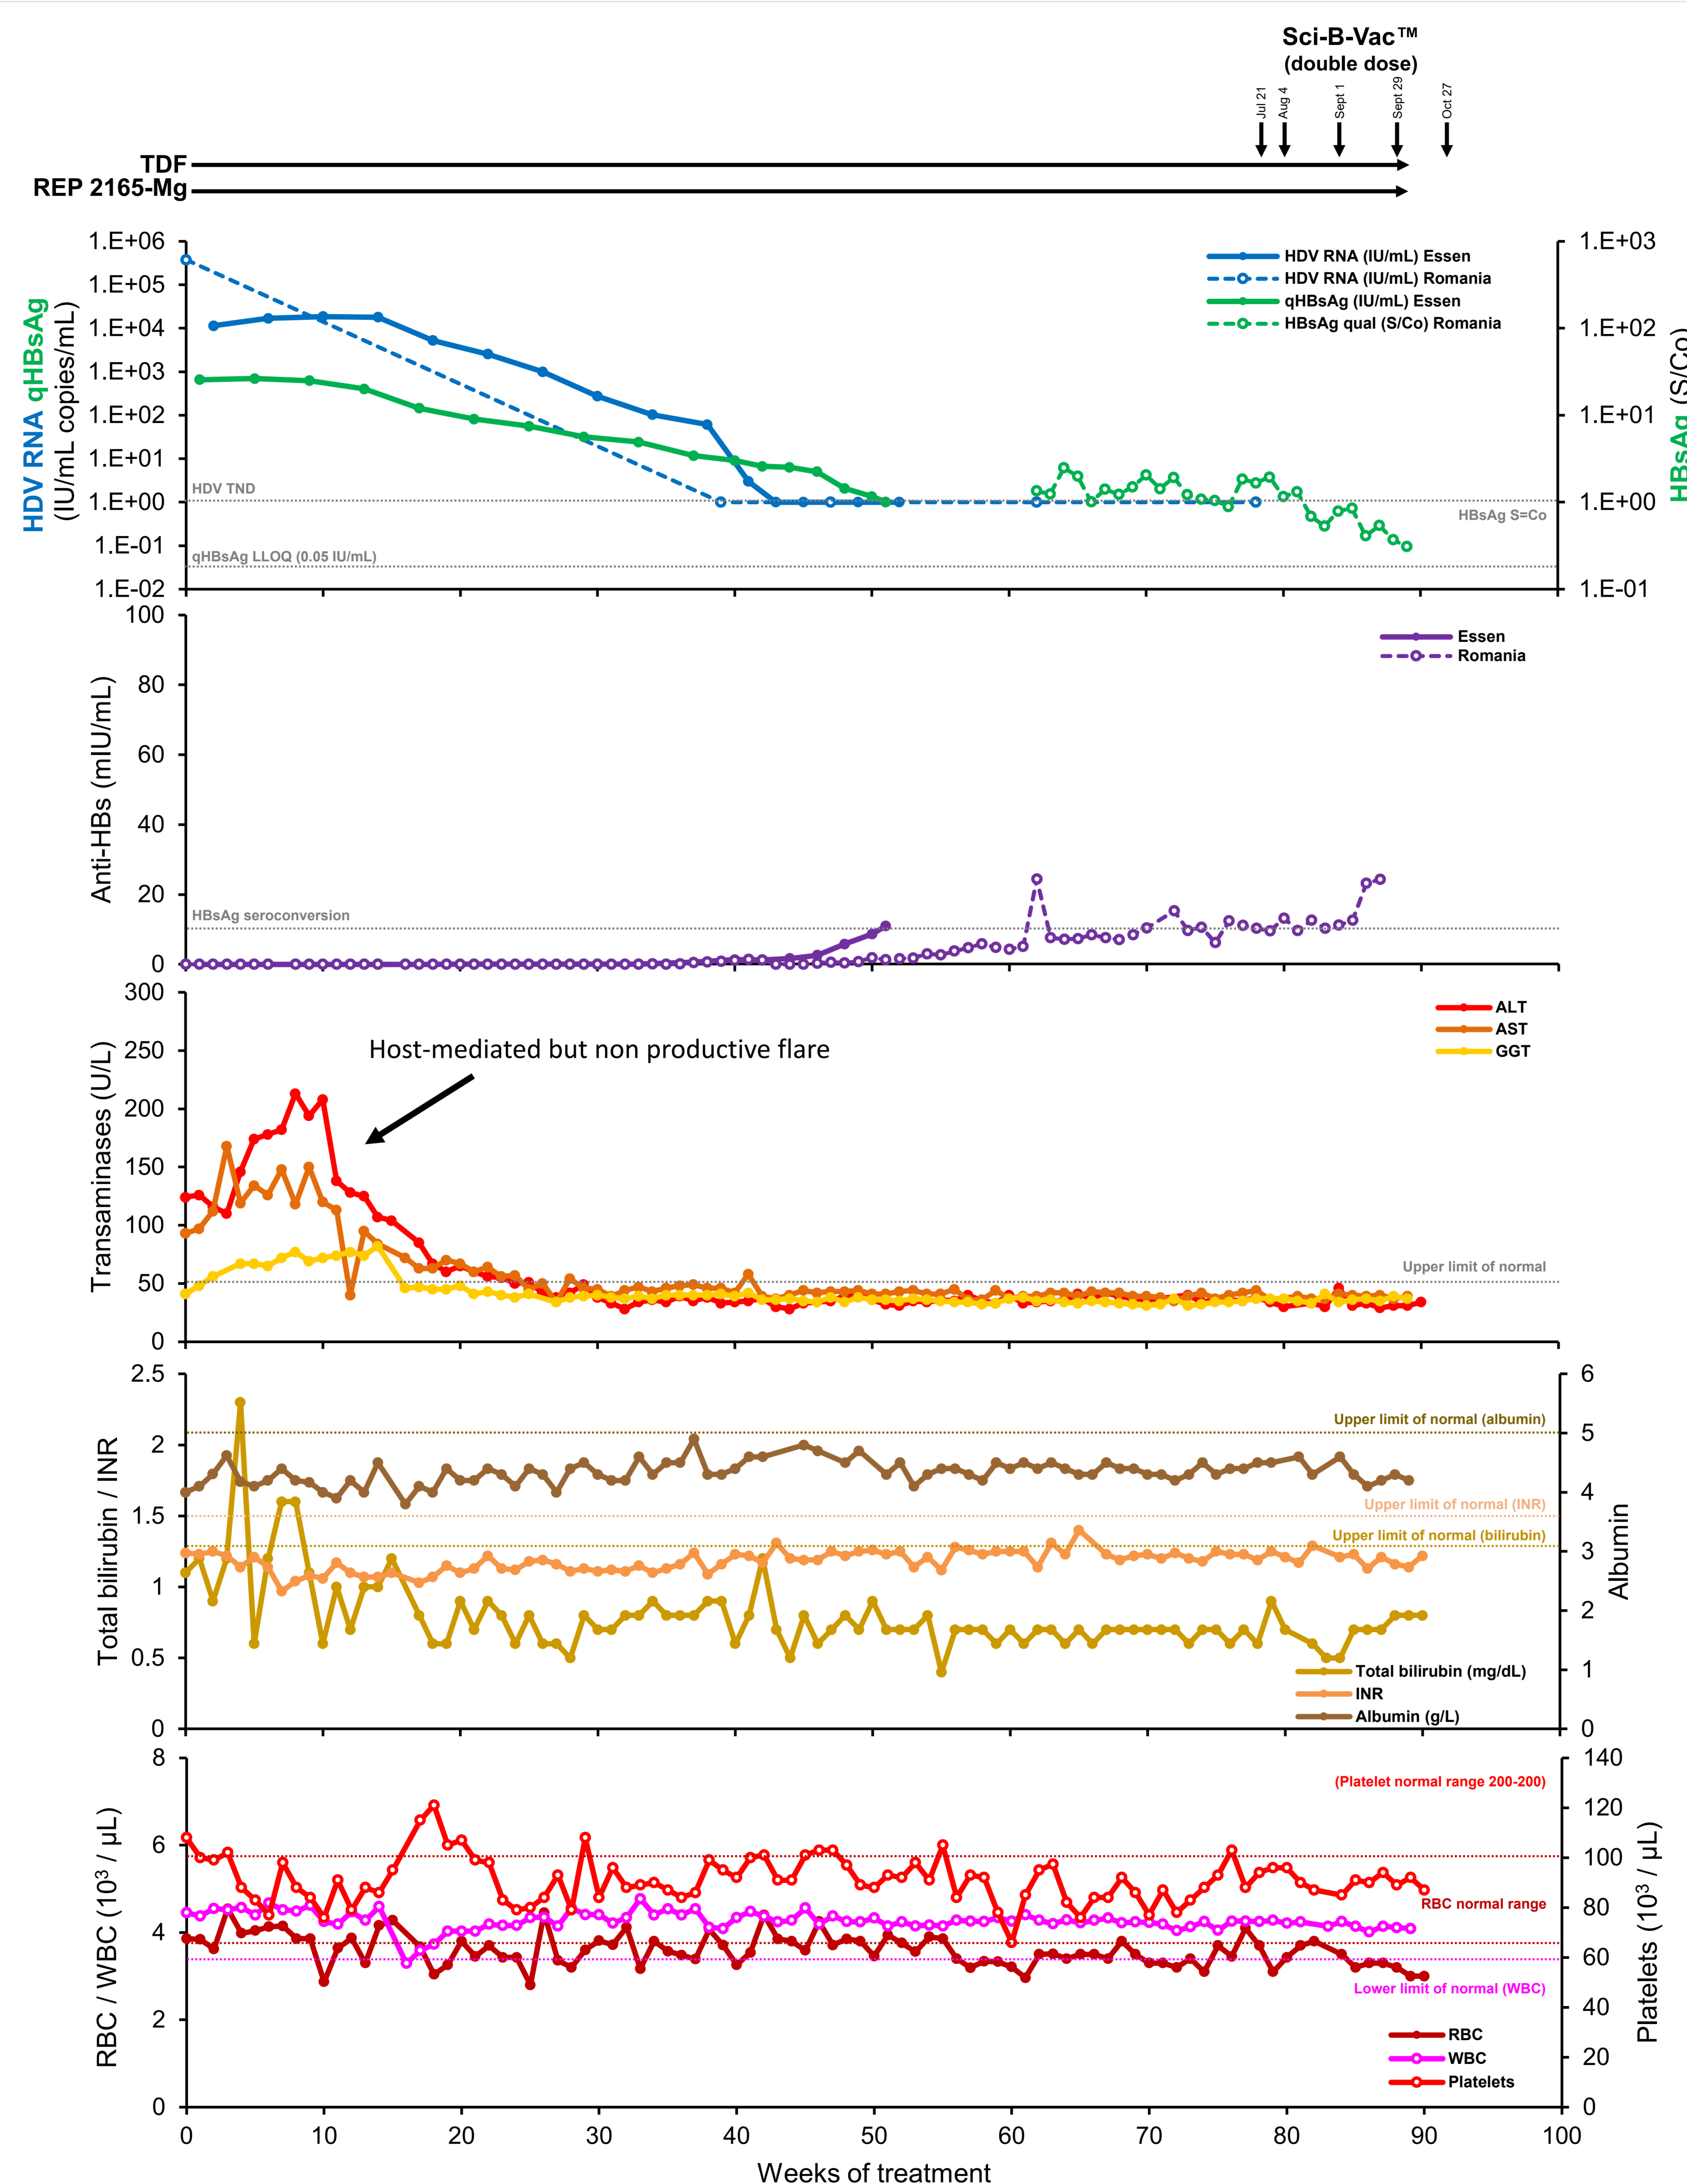 Sci-B-Vac™
(double dose)
Jul 21
Aug 4
Sept 1
Sept 29
Oct 27
TDF
REP 2165-Mg
HDV RNA qHBsAg
(IU/mL copies/mL)
1.E+06
1.E+05
1.E+04
1.E+03
1.E+02
1.E+01
1.E+00
1.E-01
1.E-02
HDV RNA (IU/mL) Essen
HDV RNA (IU/mL) Romania
qHBsAg (IU/mL) Essen
HBsAg qual (S/Co) Romania
HDV TND
HBsAg S=Co
qHBsAg LLOQ (0.05 IU/mL)
1.E+03
1.E+02
1.E+01
1.E+00
1.E-01
HBsAg (S/Co)
Anti-HBs (mIU/mL)
100
80
60
40
20
0
Essen
Romania
HBsAg seroconversion
Transaminases (U/L)
300
250
200
150
100
50
0
Host-mediated but non productive flare
ALT
AST
GGT
Upper limit of normal
Total bilirubin / INR
2.5
2
1.5
1
0.5
0
Upper limit of normal (albumin)
Upper limit of normal (INR)
Upper limit of normal (bilirubin)
Total bilirubin (mg/dL)
INR
Albumin (g/L)
6
5
4
3
2
1
0
Albumin
RBC / WBC (10³ / µL)
8
6
4
2
0
(Platelet normal range 200-200)
RBC normal range
Lower limit of normal (WBC)
RBC
WBC
Platelets
140
120
100
80
60
40
20
0
Platelets (10³ / µL)
0 10 20 30 40 50 60 70 80 90 100
Weeks of treatment